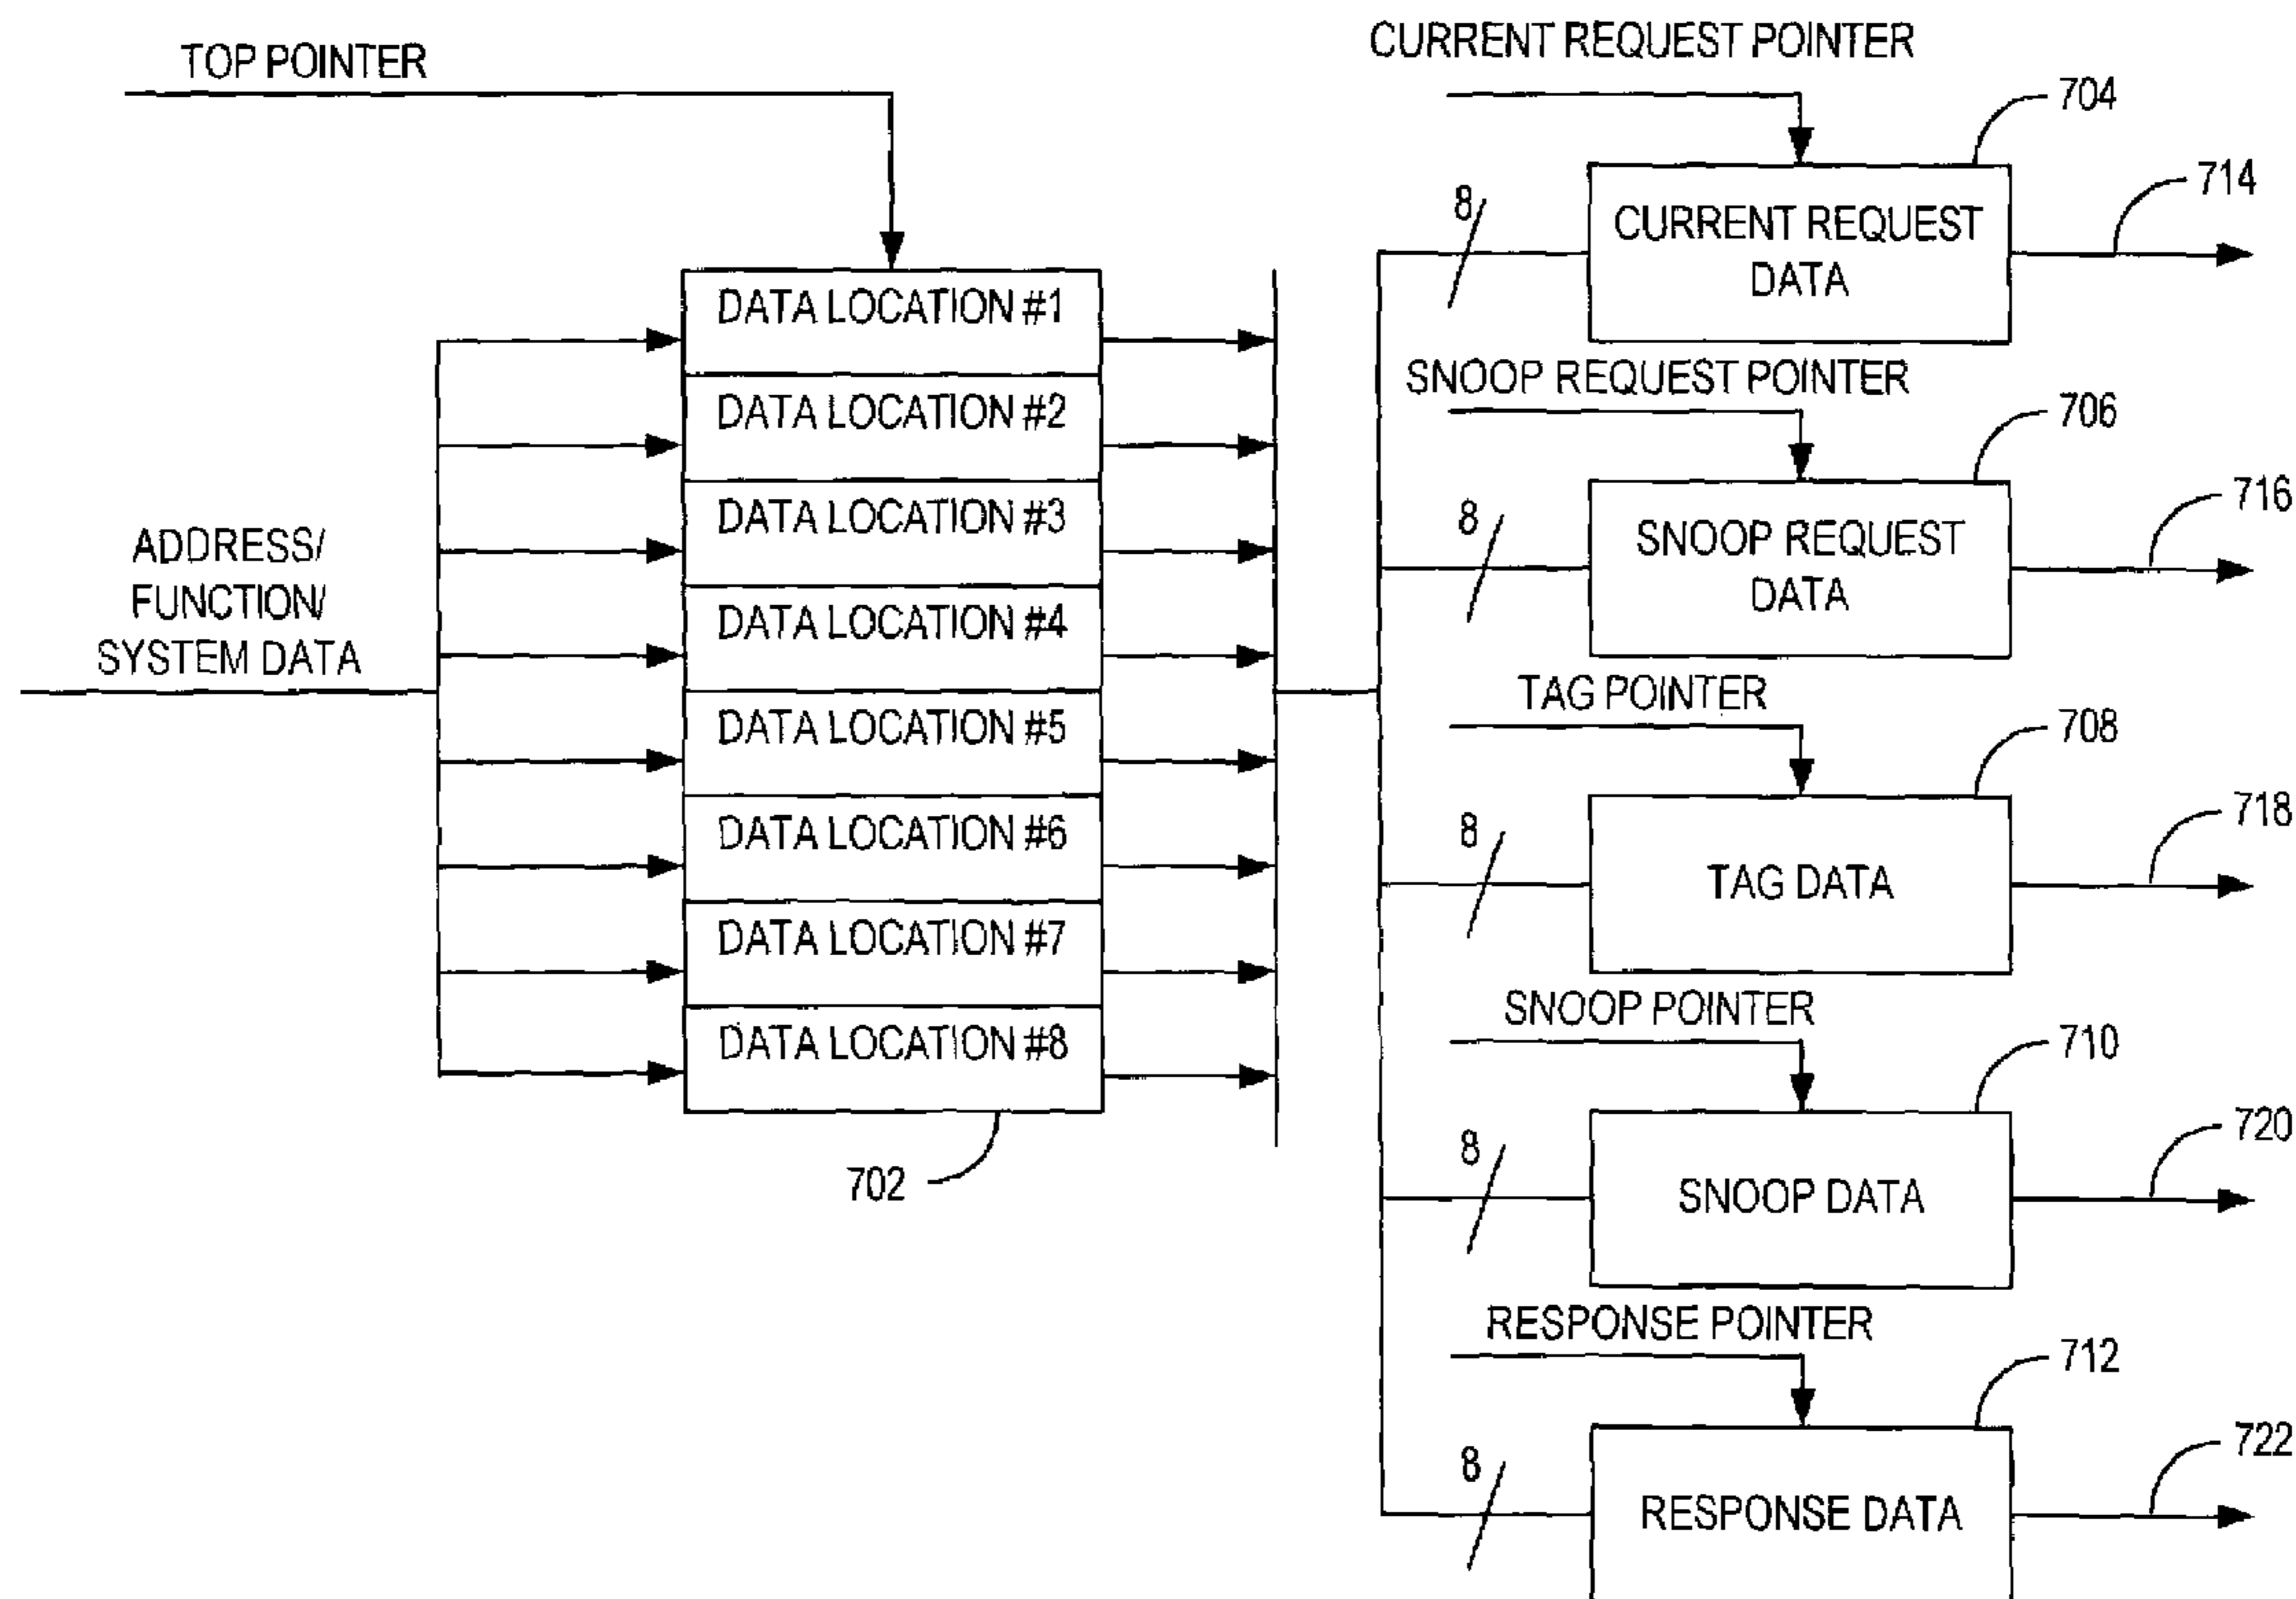 TOP POINTER
ADDRESS/
FUNCTION/
SYSTEM DATA
DATA LOCATION #1
DATA LOCATION #2
DATA LOCATION #3
DATA LOCATION #4
DATA LOCATION #5
DATA LOCATION #6
DATA LOCATION #7
DATA LOCATION #8
702
CURRENT REQUEST POINTER
704
8
CURRENT REQUEST
DATA
714
SNOOP REQUEST POINTER
706
8
SNOOP REQUEST
DATA
716
TAG POINTER
708
8
TAG DATA
718
SNOOP POINTER
710
8
SNOOP DATA
720
RESPONSE POINTER
712
8
RESPONSE DATA
722